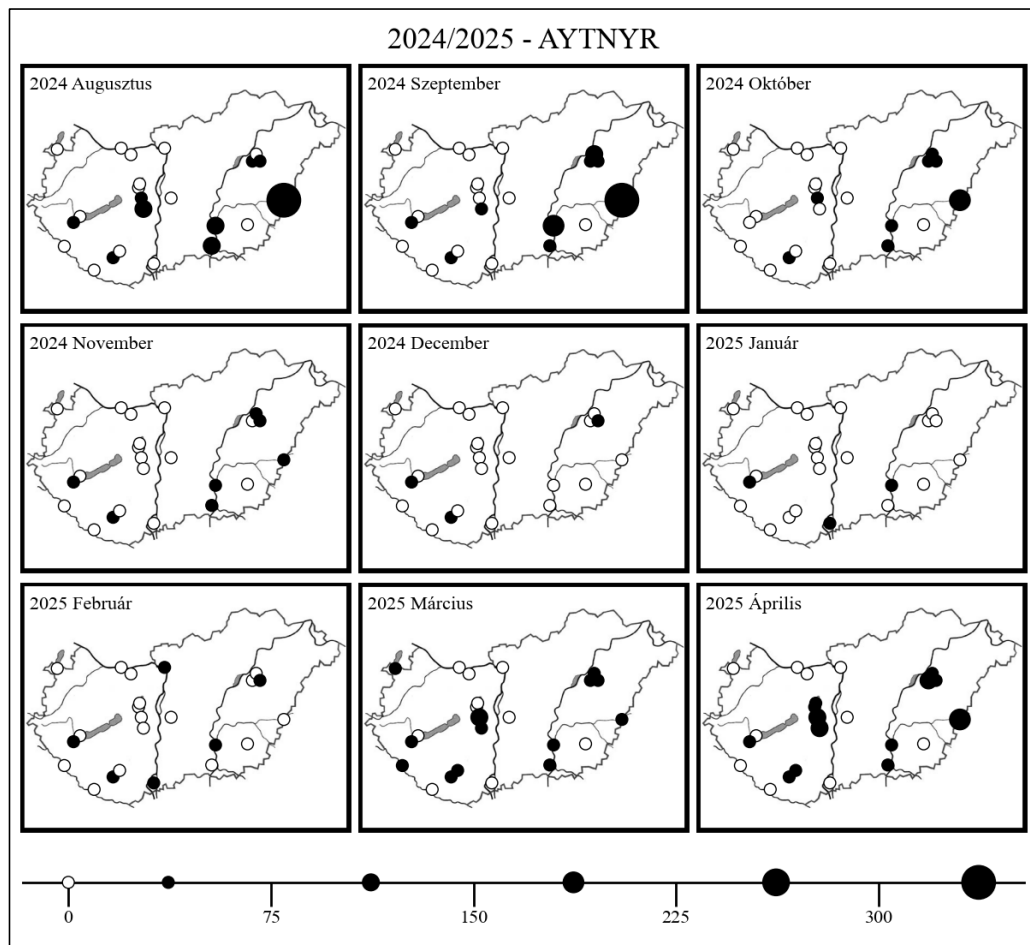 2024/2025 - AYTNYR
2024 Augusztus
2024 Szeptember
2024 Október
2024 November
2024 December
2025 Január
2025 Február
2025 Március
2025 Április
0 75 150 225 300